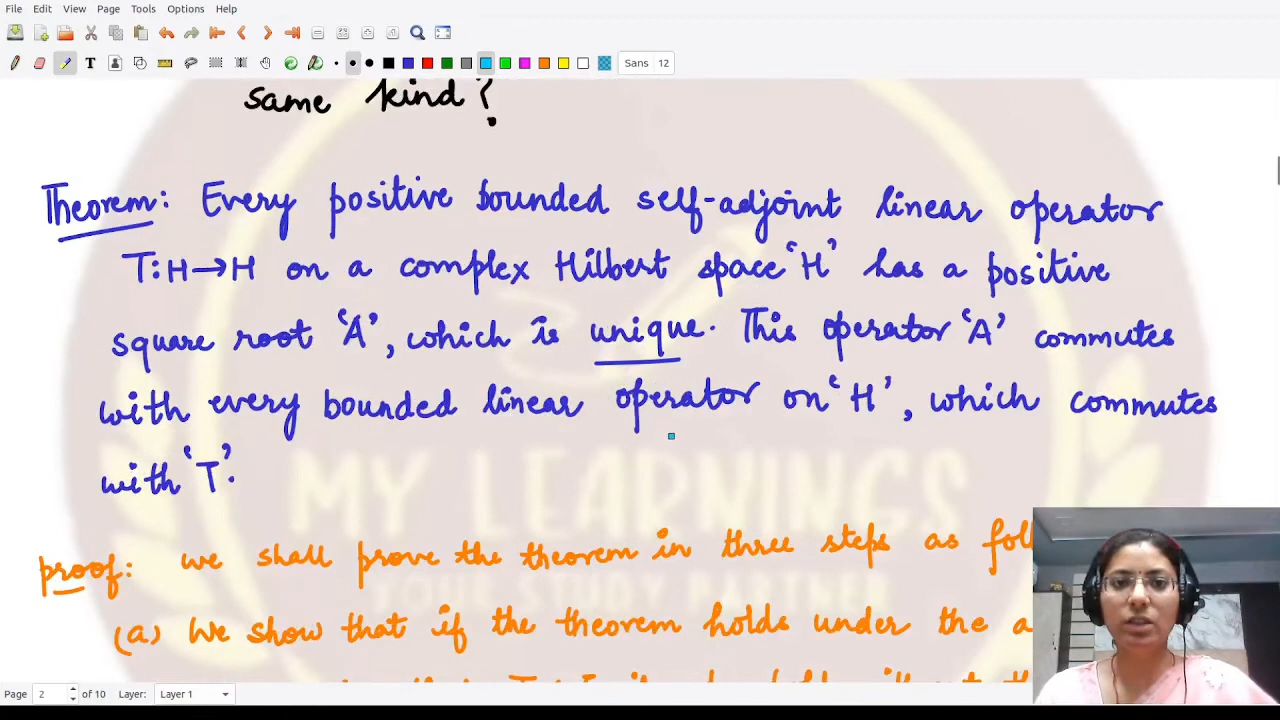 File Edit View Page Tools Options Help
Sans 12
same kind?
Theorem: Every positive bounded self-adjoint linear operator
T:H→H on a complex Hilbert space 'H' has a positive
square root 'A', which is unique. This operator 'A' commutes
with every bounded linear operator on 'H', which commutes
with 'T'.
MY LEARNINGS
proof: we shall prove the theorem in three steps as foll
(a) We show that if the theorem holds under the a
Page 2 of 10 Layer: Layer 1